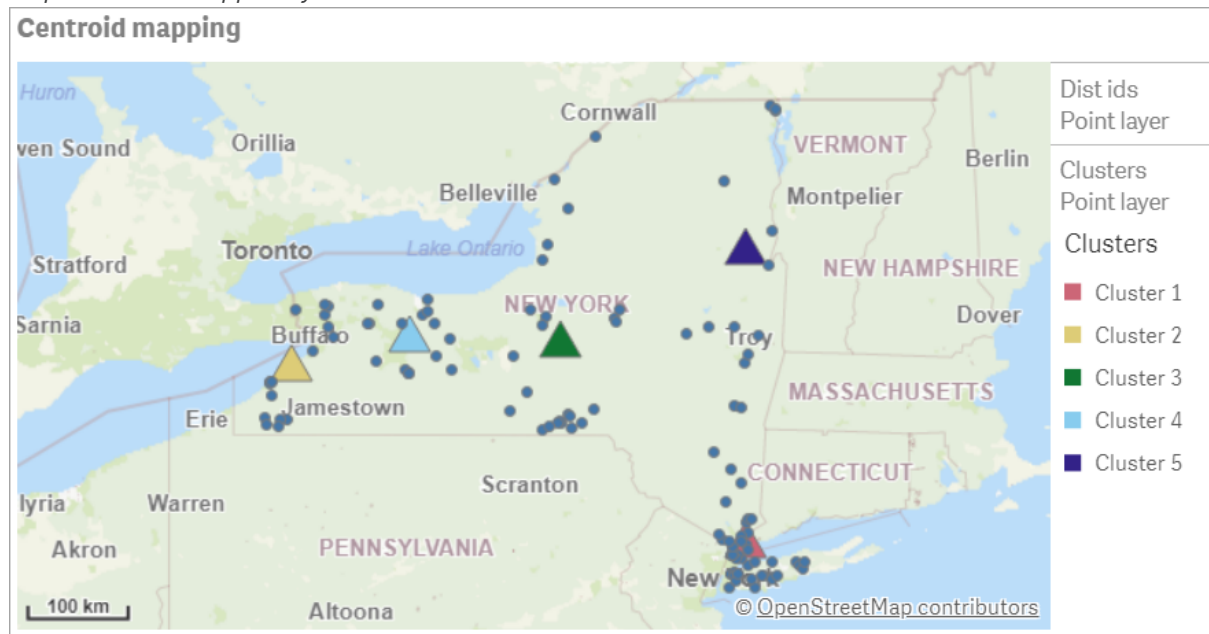 Centroid mapping
Huron
Cornwall
wen Sound
Orillia
VERMONT
Berlin
Belleville
Montpelier
Toronto
Lake Ontario
Stratford
NEW HAMPSHIRE
NEW YORK
Sarnia
Buffalo
Troy
Dover
MASSACHUSETTS
Erie
Jamestown
CONNECTICUT
Scranton
lyria
Warren
Akron
PENNSYLVANIA
New York
100 km
Altoona
© OpenStreetMap contributors
Dist ids
Point layer
Clusters
Point layer
Clusters
Cluster 1
Cluster 2
Cluster 3
Cluster 4
Cluster 5